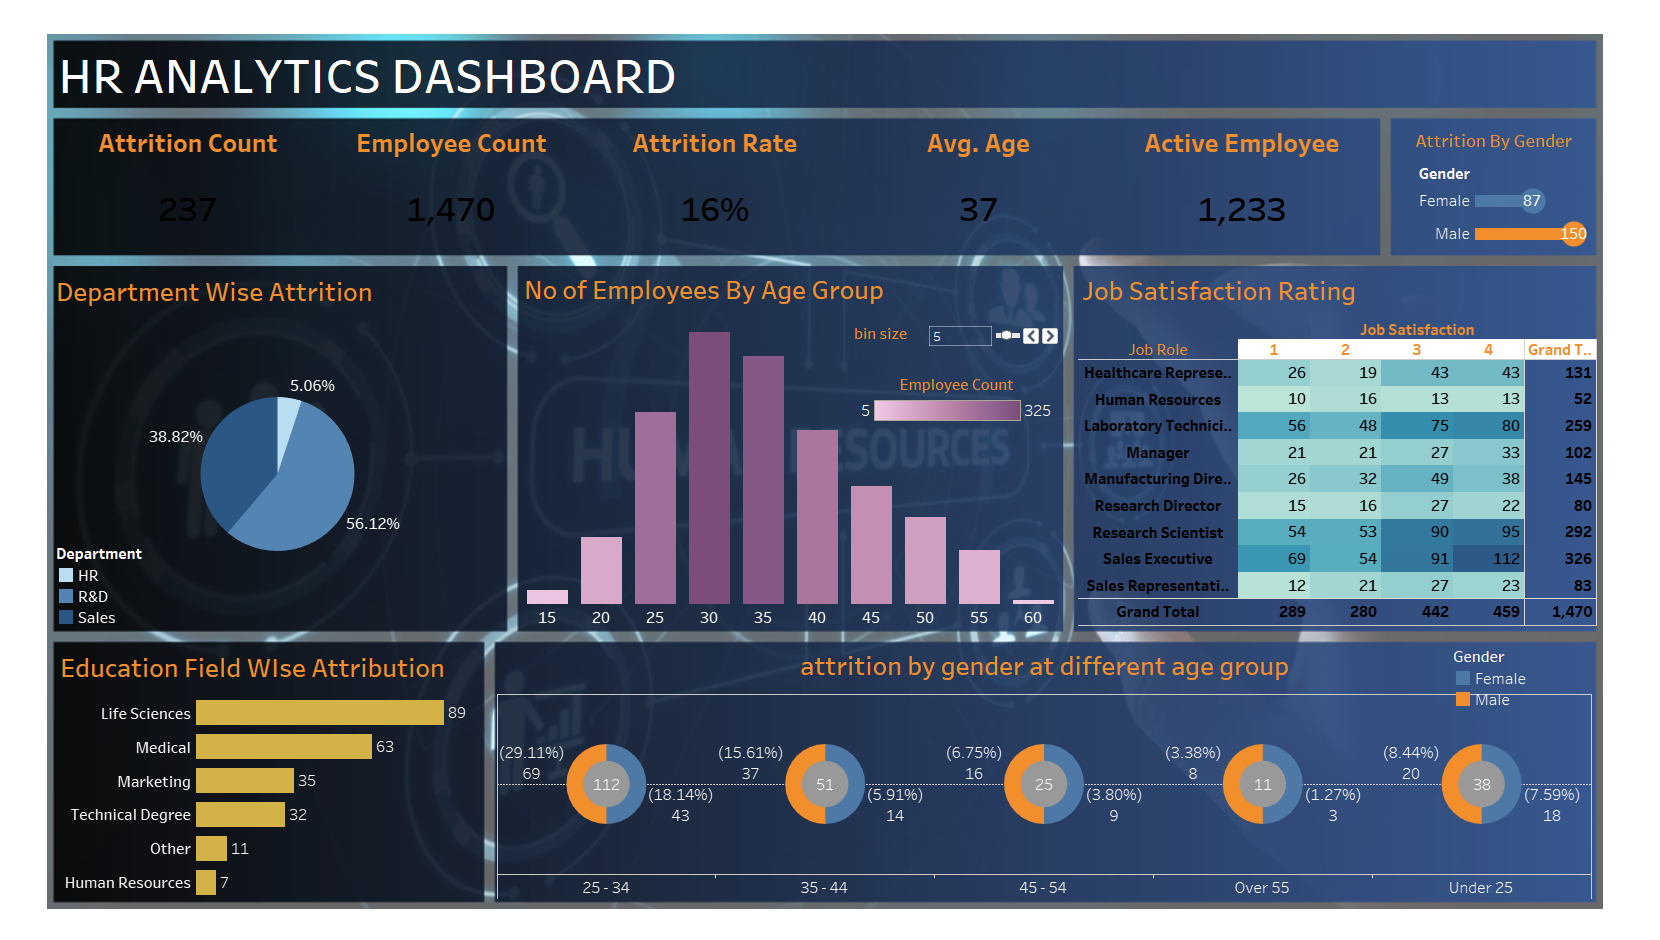 HR ANALYTICS DASHBOARD
Attrition Count
Employee Count
Attrition Rate
Avg. Age
Active Employee
237
1,470
16%
37
1,233
Attrition By Gender
Gender
Female 87
Male 150
Department Wise Attrition
5.06%
38.82%
56.12%
Department
HR
R&D
Sales
No of Employees By Age Group
bin size 5
Employee Count
5 325
HUMAN RESOURCES
15 20 25 30 35 40 45 50 55 60
Job Satisfaction Rating
Job Satisfaction
Job Role 1 2 3 4 Grand T..
Healthcare Represe.. 26 19 43 43 131
Human Resources 10 16 13 13 52
Laboratory Technici.. 56 48 75 80 259
Manager 21 21 27 33 102
Manufacturing Dire.. 26 32 49 38 145
Research Director 15 16 27 22 80
Research Scientist 54 53 90 95 292
Sales Executive 69 54 91 112 326
Sales Representati.. 12 21 27 23 83
Grand Total 289 280 442 459 1,470
Education Field WIse Attribution
Life Sciences 89
Medical 63
Marketing 35
Technical Degree 32
Other 11
Human Resources 7
attrition by gender at different age group
Gender
Female
Male
(29.11%)
69
112
(18.14%)
43
(15.61%)
37
51
(5.91%)
14
(6.75%)
16
25
(3.80%)
9
(3.38%)
8
11
(1.27%)
3
(8.44%)
20
38
(7.59%)
18
25 - 34
35 - 44
45 - 54
Over 55
Under 25